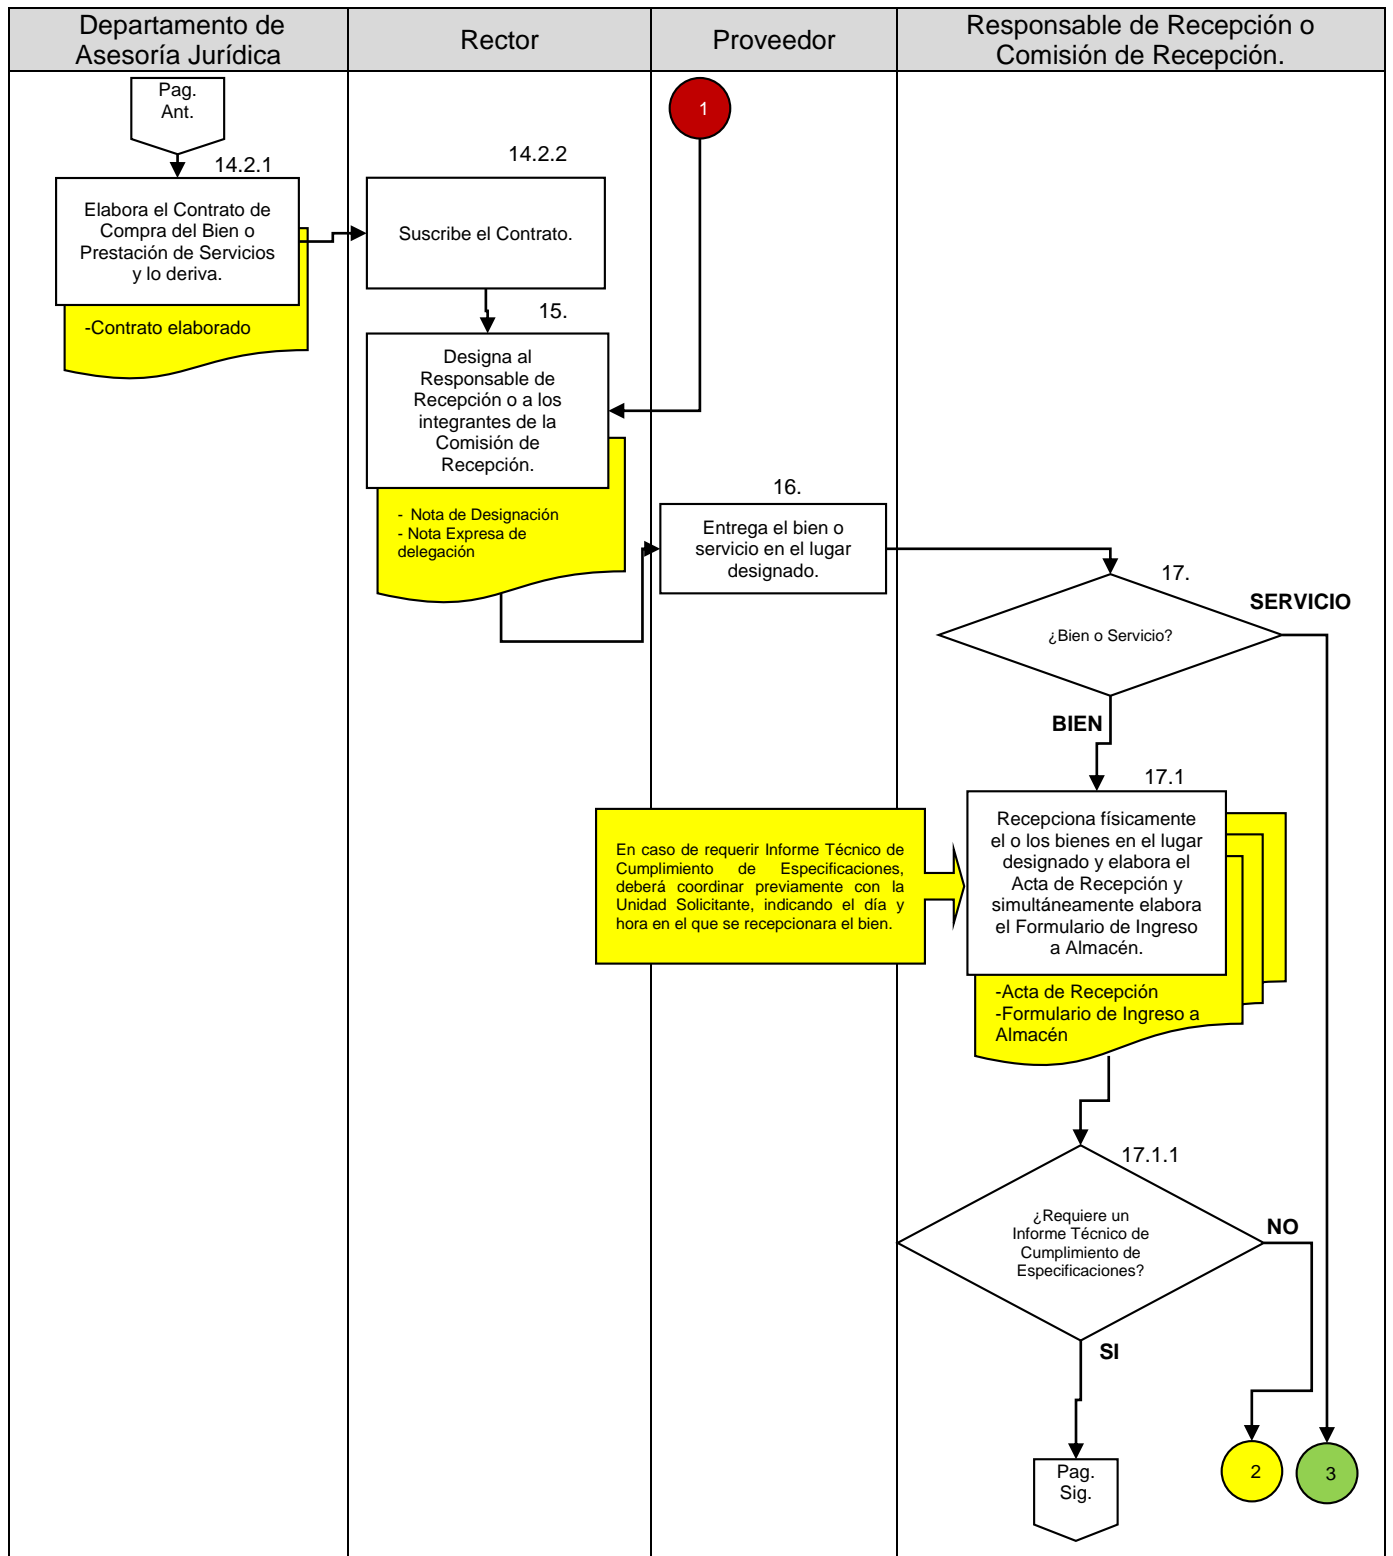 Departamento de
Asesoría Jurídica
Rector
Proveedor
Responsable de Recepción o
Comisión de Recepción.
Pag.
Ant.
1
14.2.1
14.2.2
Elabora el Contrato de
Compra del Bien o
Prestación de Servicios
y lo deriva.
-Contrato elaborado
Suscribe el Contrato.
15.
Designa al
Responsable de
Recepción o a los
integrantes de la
Comisión de
Recepción.
- Nota de Designación
- Nota Expresa de
delegación
16.
Entrega el bien o
servicio en el lugar
designado.
17.
SERVICIO
¿Bien o Servicio?
BIEN
17.1
Recepciona físicamente
el o los bienes en el lugar
designado y elabora el
Acta de Recepción y
simultáneamente elabora
el Formulario de Ingreso
a Almacén.
En caso de requerir Informe Técnico de
Cumplimiento de Especificaciones,
deberá coordinar previamente con la
Unidad Solicitante, indicando el día y
hora en el que se recepcionara el bien.
-Acta de Recepción
-Formulario de Ingreso a
Almacén
17.1.1
¿Requiere un
Informe Técnico de
Cumplimiento de
Especificaciones?
NO
SI
Pag.
Sig.
2
3